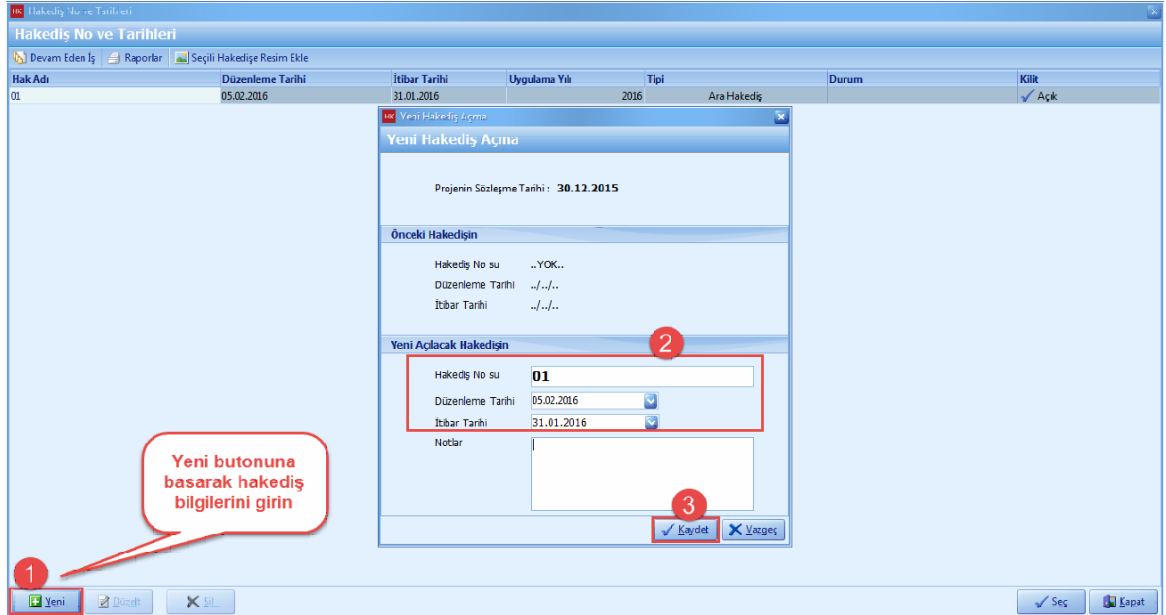 HK Hakediş No ve Tarihleri
Hakediş No ve Tarihleri
Devam Eden İş Raporlar Seçili Hakedişe Resim Ekle
Hak Adı Düzenleme Tarihi İtibar Tarihi Uygulama Yılı Tipi Durum Kilit
01 05.02.2016 31.01.2016 2016 Ara Hakediş Açık
HK Yeni Hakediş Açma
Yeni Hakediş Açma
Projenin Sözleşme Tarihi : 30.12.2015
Önceki Hakedişin
Hakediş No su ..YOK..
Düzenleme Tarihi ../../..
İtibar Tarihi ../../..
Yeni Açılacak Hakedişin
2
Hakediş No su 01
Düzenleme Tarihi 05.02.2016
İtibar Tarihi 31.01.2016
Notlar
Yeni butonuna
basarak hakediş
bilgilerini girin
3
Kaydet Vazgeç
1
Yeni Düzelt Sil... Seç Kapat